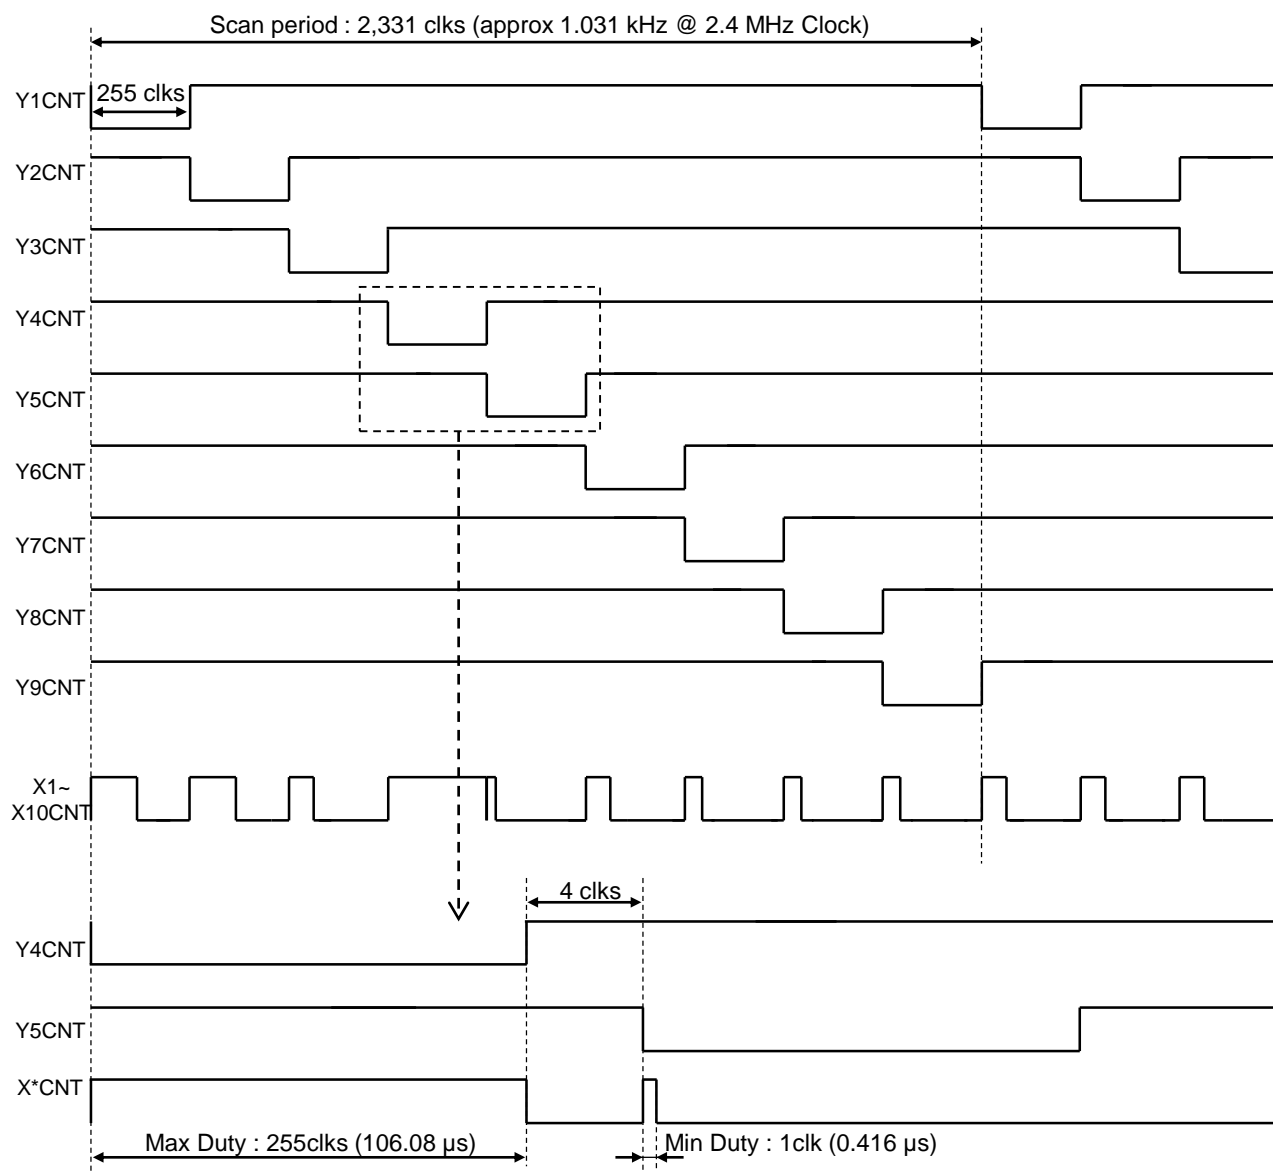 Scan period : 2,331 clks (approx 1.031 kHz @ 2.4 MHz Clock)
255 clks
Y1CNT
Y2CNT
Y3CNT
Y4CNT
Y5CNT
Y6CNT
Y7CNT
Y8CNT
Y9CNT
X1~
X10CNT
4 clks
Y4CNT
Y5CNT
X*CNT
Max Duty : 255clks (106.08 µs)
Min Duty : 1clk (0.416 µs)